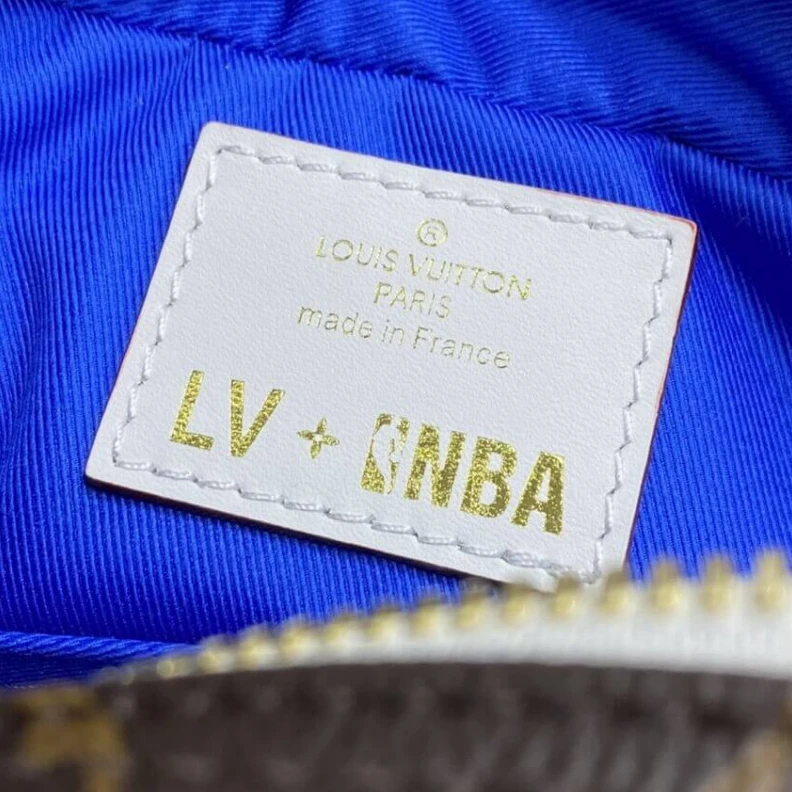 ®
LOUIS VUITTON
PARIS
made in France
LV + NBA